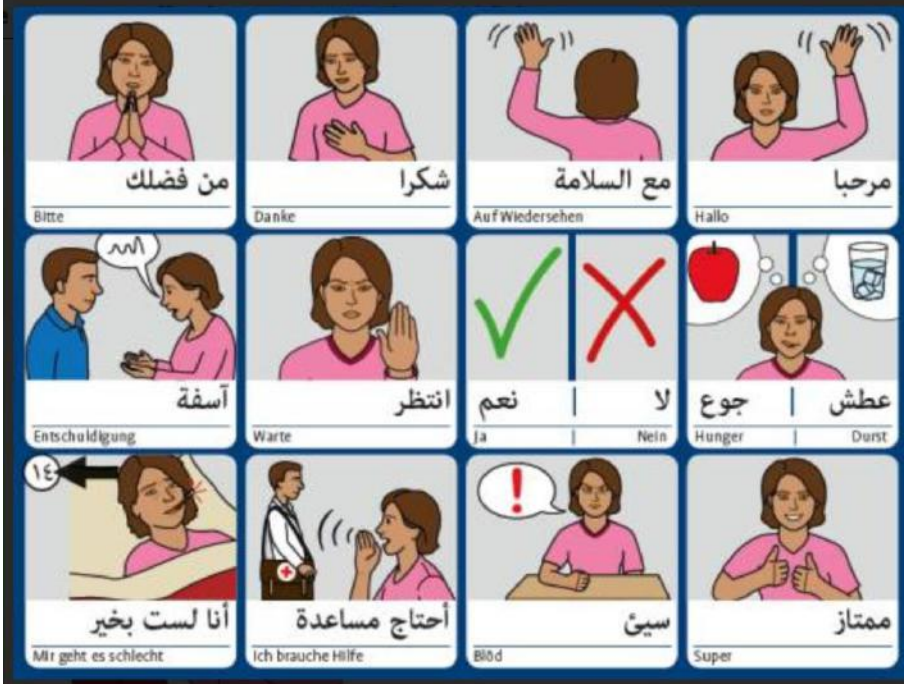 من فضلك
Bitte
شكرا
Danke
مع السلامة
Auf Wiedersehen
مرحبا
Hallo
آسفة
Entschuldigung
انتظر
Warte
نعم | لا
Ja | Nein
جوع | عطش
Hunger | Durst
١٤
أنا لست بخير
Mir geht es schlecht
أحتاج مساعدة
Ich brauche Hilfe
!
سيئ
Blöd
ممتاز
Super